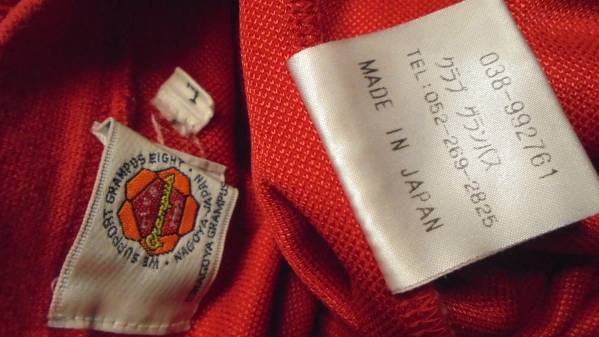 L
WE SUPPORT GRAMPUS EIGHT
NAGOYA-JAPAN
©NAGOYA GRAMPUS
038-992761
クラブ グランパス
TEL:052-269-2825
MADE IN JAPAN